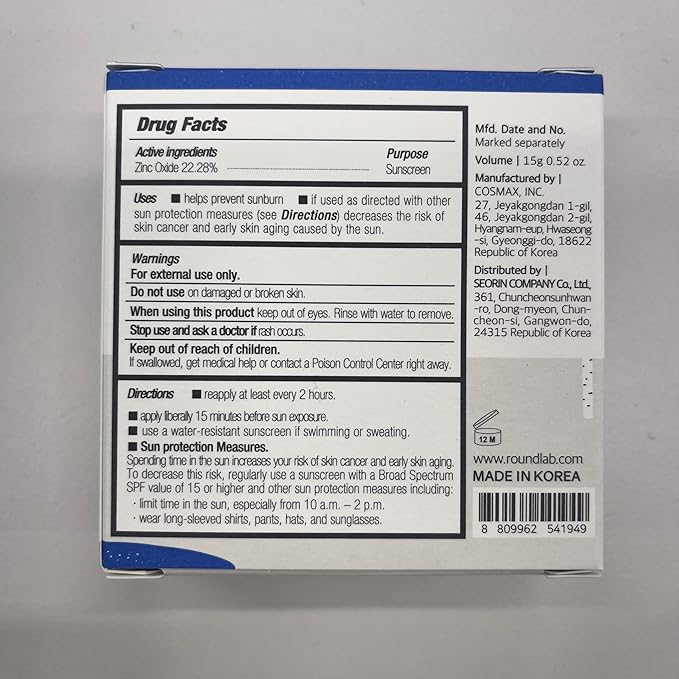 Drug Facts
Active ingredients Purpose
Zinc Oxide 22.28% Sunscreen
Uses ■ helps prevent sunburn ■ if used as directed with other
sun protection measures (see Directions) decreases the risk of
skin cancer and early skin aging caused by the sun.
Warnings
For external use only.
Do not use on damaged or broken skin.
When using this product keep out of eyes. Rinse with water to remove.
Stop use and ask a doctor if rash occurs.
Keep out of reach of children.
If swallowed, get medical help or contact a Poison Control Center right away.
Directions ■ reapply at least every 2 hours.
■ apply liberally 15 minutes before sun exposure.
■ use a water-resistant sunscreen if swimming or sweating.
■ Sun protection Measures.
Spending time in the sun increases your risk of skin cancer and early skin aging.
To decrease this risk, regularly use a sunscreen with a Broad Spectrum
SPF value of 15 or higher and other sun protection measures including:
· limit time in the sun, especially from 10 a.m. – 2 p.m.
· wear long-sleeved shirts, pants, hats, and sunglasses.
Mfd. Date and No.
Marked separately
Volume | 15g 0.52 oz.
Manufactured by |
COSMAX, INC.
27, Jeyakgongdan 1-gil,
46, Jeyakgongdan 2-gil,
Hyangnam-eup, Hwaseong
-si, Gyeonggi-do, 18622
Republic of Korea
Distributed by |
SEORIN COMPANY Co., Ltd.,
361, Chuncheonsunhwan
-ro, Dong-myeon, Chun-
cheon-si, Gangwon-do,
24315 Republic of Korea
12 M
www.roundlab.com
MADE IN KOREA
8 809962 541949